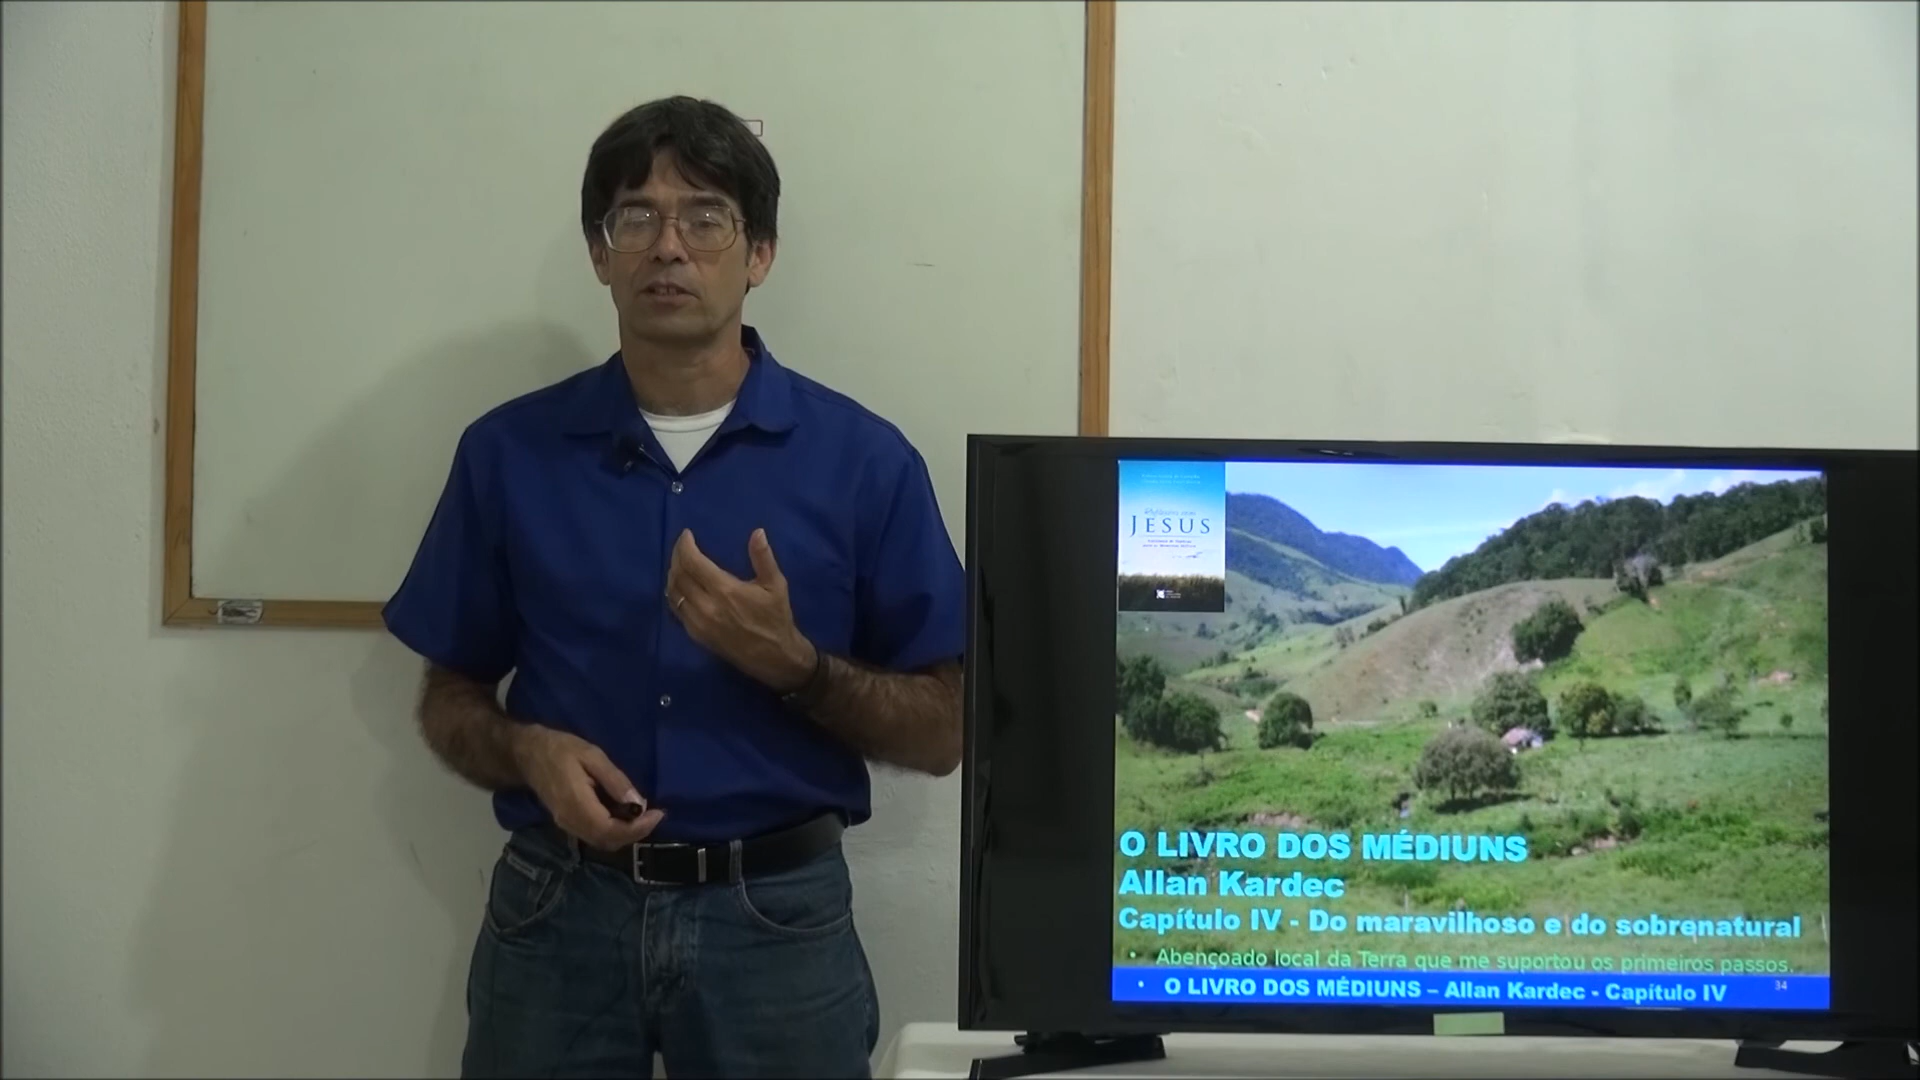 JESUS
O LIVRO DOS MÉDIUNS
Allan Kardec
Capítulo IV - Do maravilhoso e do sobrenatural
• Abençoado local da Terra que me suportou os primeiros passos.
• O LIVRO DOS MÉDIUNS – Allan Kardec - Capítulo IV
34